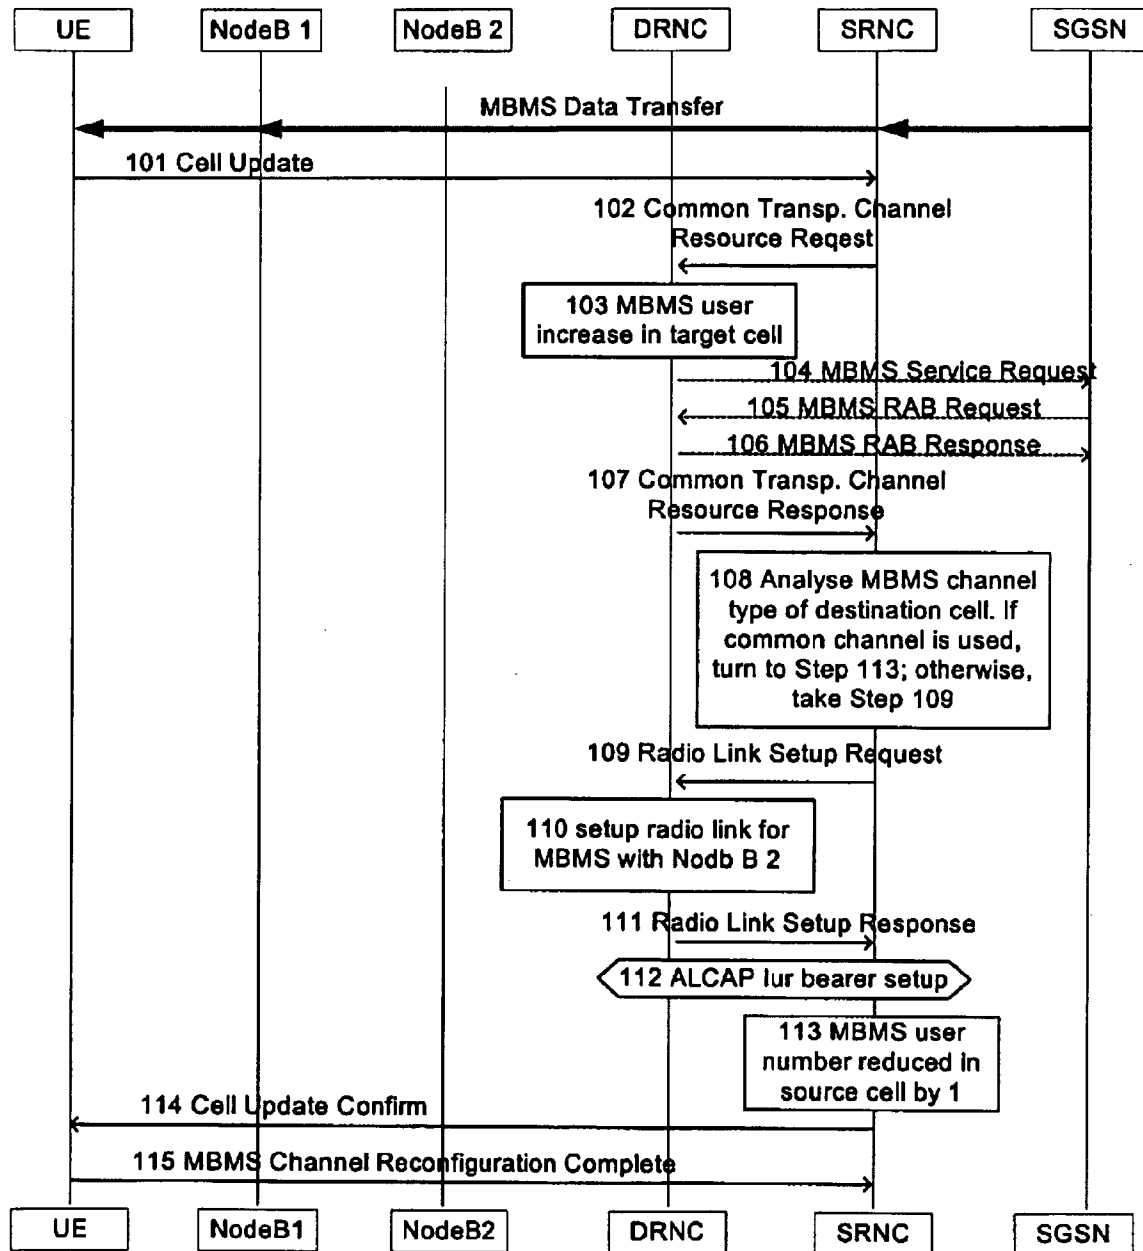 UE NodeB 1 NodeB 2 DRNC SRNC SGSN
MBMS Data Transfer
101 Cell Update
102 Common Transp. Channel
Resource Reqest
103 MBMS user
increase in target cell
104 MBMS Service Request
105 MBMS RAB Request
106 MBMS RAB Response
107 Common Transp. Channel
Resource Response
108 Analyse MBMS channel
type of destination cell. If
common channel is used,
turn to Step 113; otherwise,
take Step 109
109 Radio Link Setup Request
110 setup radio link for
MBMS with Nodb B 2
111 Radio Link Setup Response
112 ALCAP Iur bearer setup
113 MBMS user
number reduced in
source cell by 1
114 Cell Update Confirm
115 MBMS Channel Reconfiguration Complete
UE NodeB1 NodeB2 DRNC SRNC SGSN